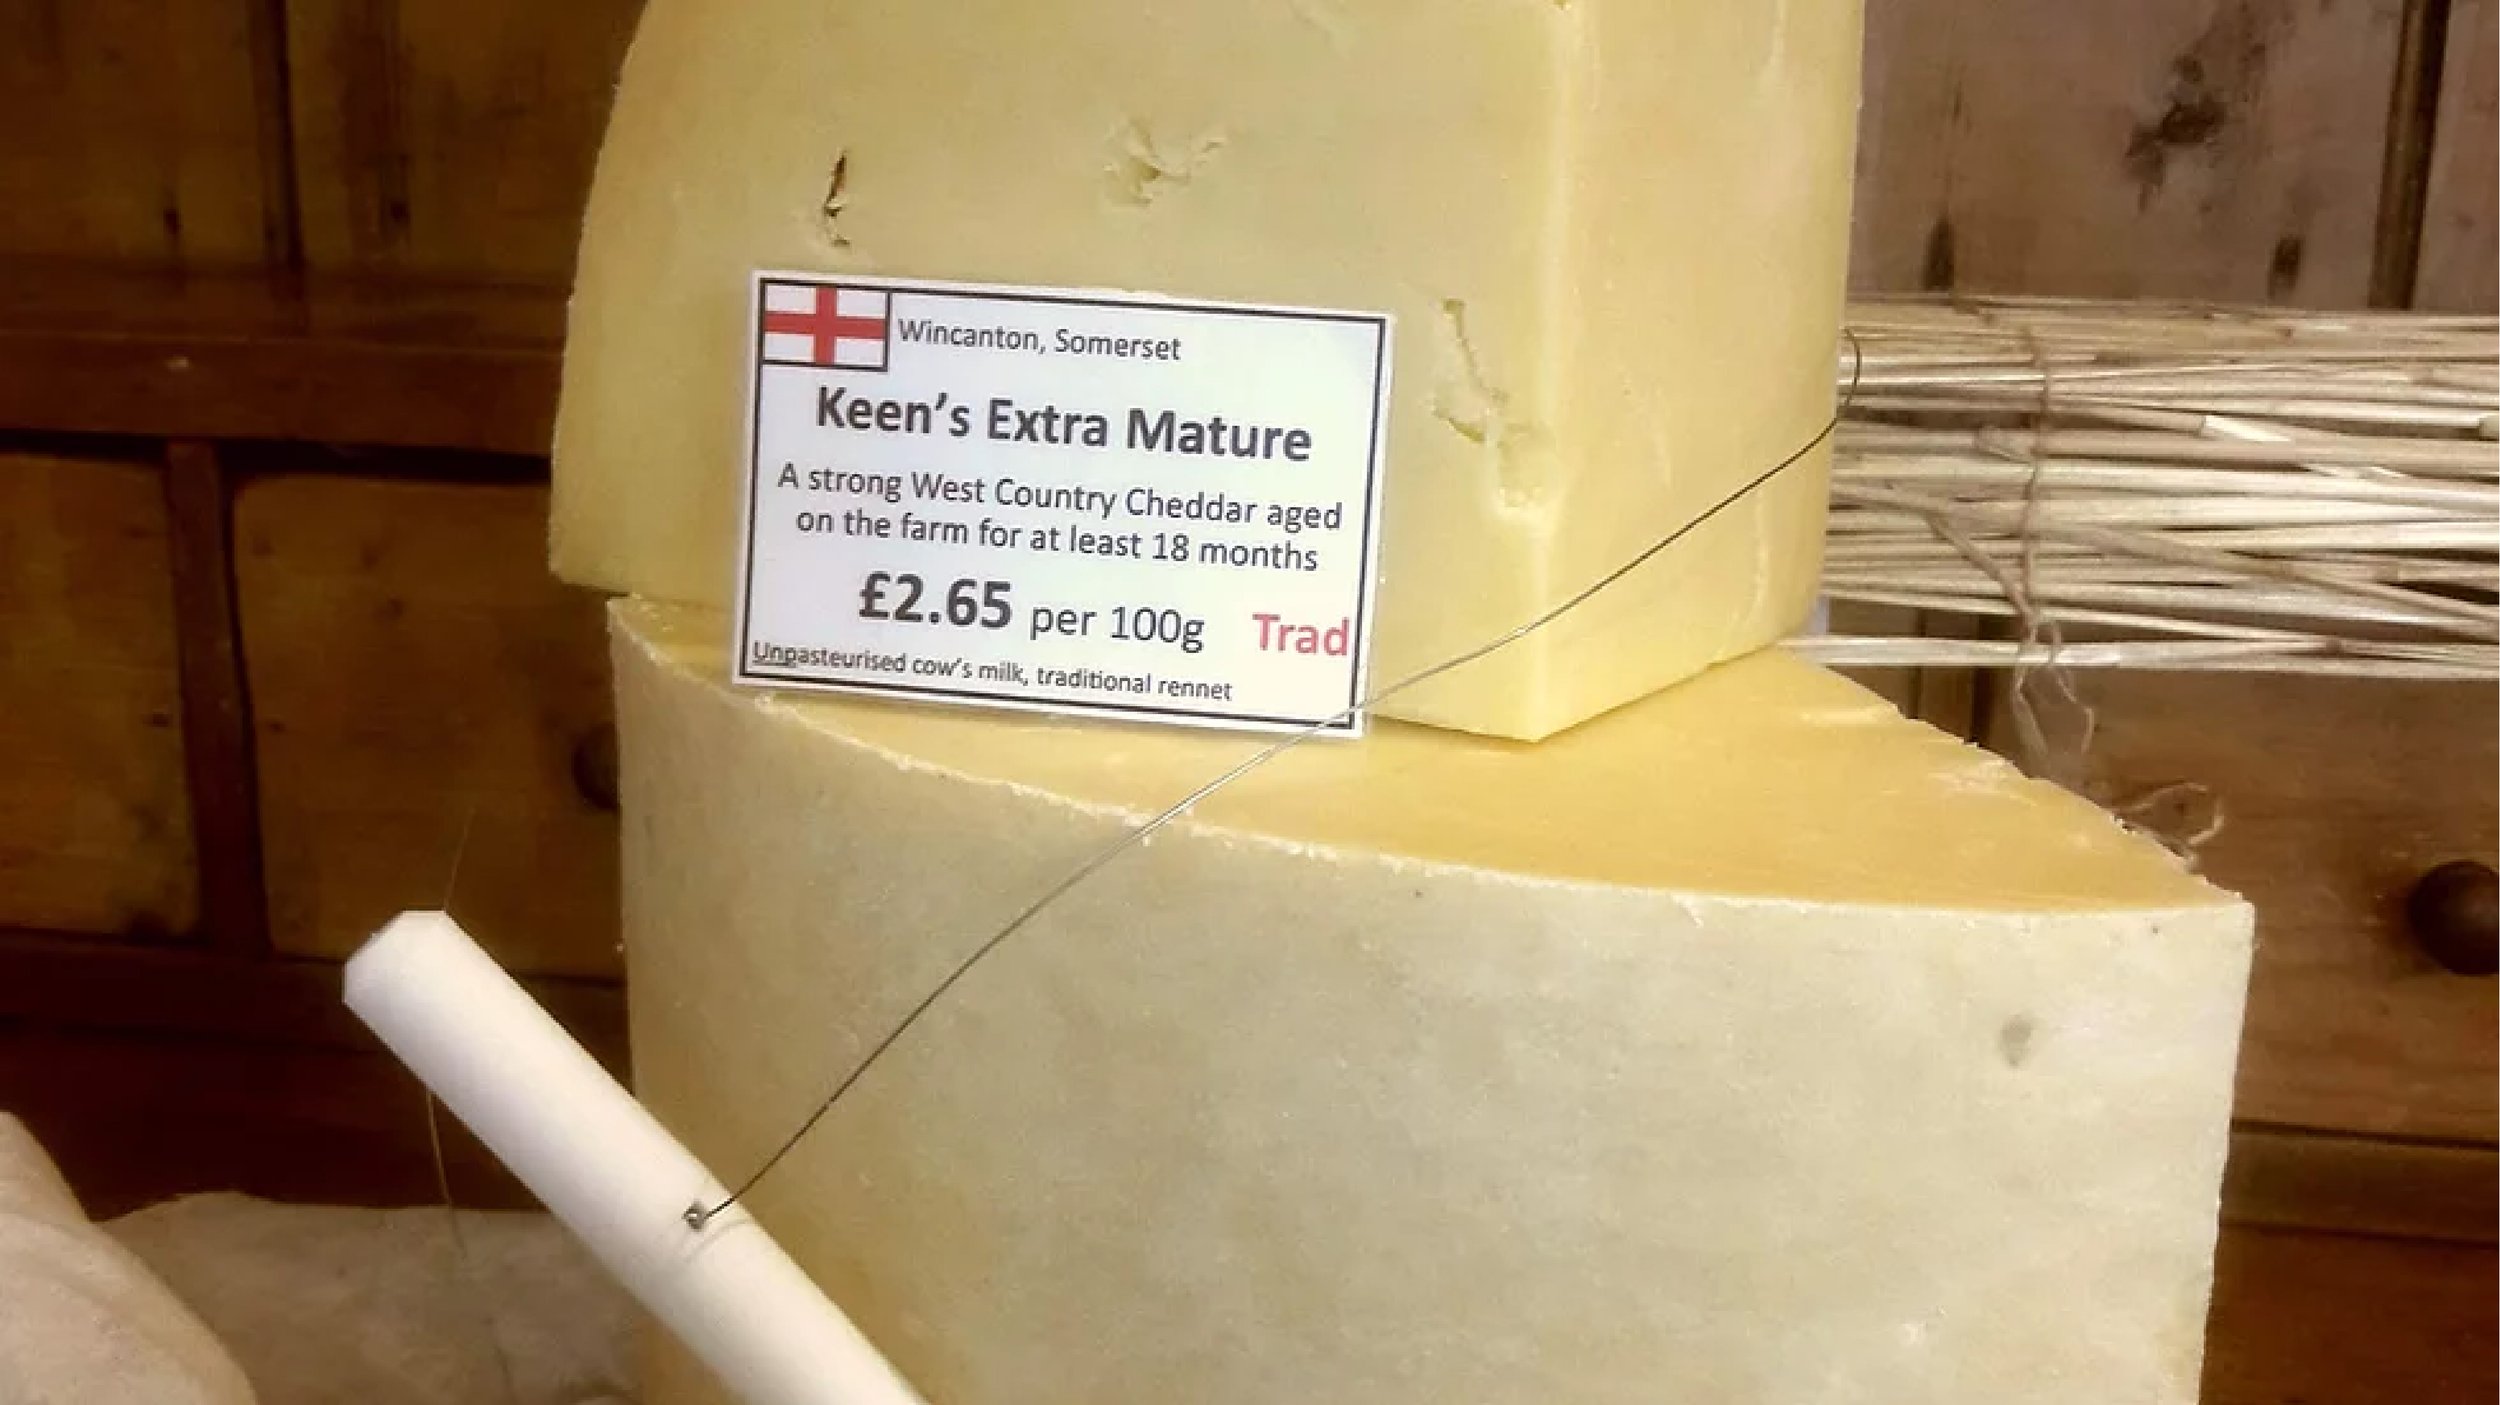 Wincanton, Somerset
Keen's Extra Mature
A strong West Country Cheddar aged
on the farm for at least 18 months
£2.65 per 100g Trad
Unpasteurised cow's milk, traditional rennet